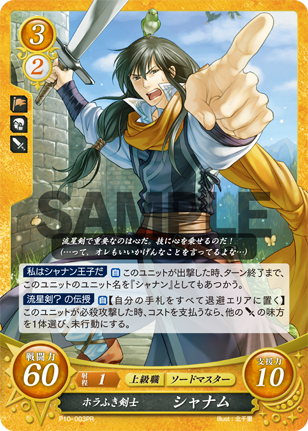 3
2
SAMPLE
流星剣で重要なのは心だ。技に心を乗せるのだ！
（…って、オレもいいかげんなことを言ってるよな…）
私はシャナン王子だ 自 このユニットが出撃した時、ターン終了まで、
このユニットのユニット名を『シャナン』としてもあつかう。
流星剣？の伝授 自 【自分の手札をすべて退避エリアに置く】
このユニットが必殺攻撃した時、コストを支払うなら、他の の味方
を1体選び、未行動にする。
戦闘力
60
射程 1
上級職 ソードマスター
支援力
10
ホラふき剣士 シャナム
P10-003PR
Illust：北千里